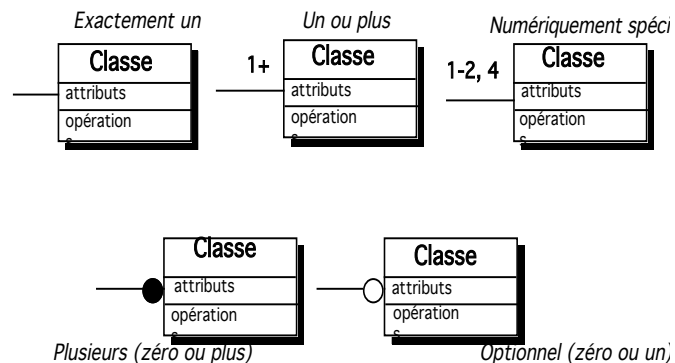 Exactement un
Un ou plus
Numériquement spéci
Classe
attributs
opération
s
1+
Classe
attributs
opération
s
1-2, 4
Classe
attributs
opération
s
Classe
attributs
opération
s
Classe
attributs
opération
s
Plusieurs (zéro ou plus)
Optionnel (zéro ou un)